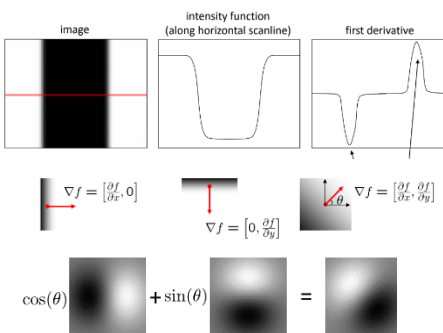 image
intensity function
(along horizontal scanline)
first derivative
∇f = [∂f/∂x, 0]
∇f = [0, ∂f/∂y]
θ
∇f = [∂f/∂x, ∂f/∂y]
cos(θ) + sin(θ) =